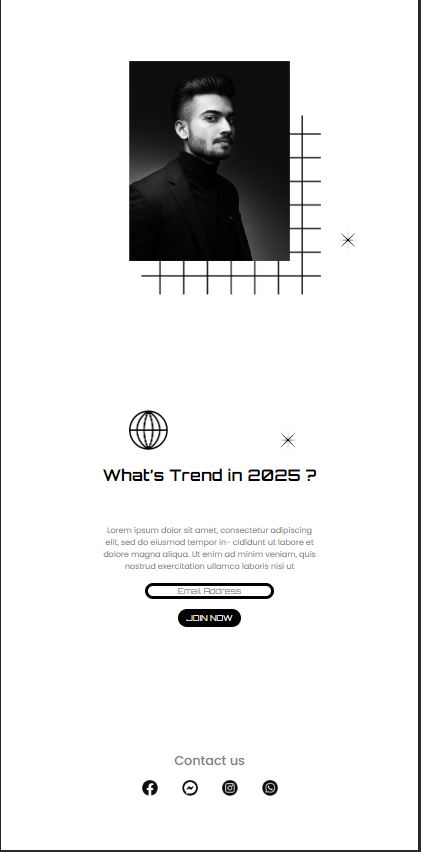 What's Trend in 2025 ?
Lorem ipsum dolor sit amet, consectetur adipiscing
elit, sed do eiusmod tempor in- cididunt ut labore et
dolore magna aliqua. Ut enim ad minim veniam, quis
nostrud exercitation ullamco laboris nisi ut
Email Address
JOIN NOW
Contact us